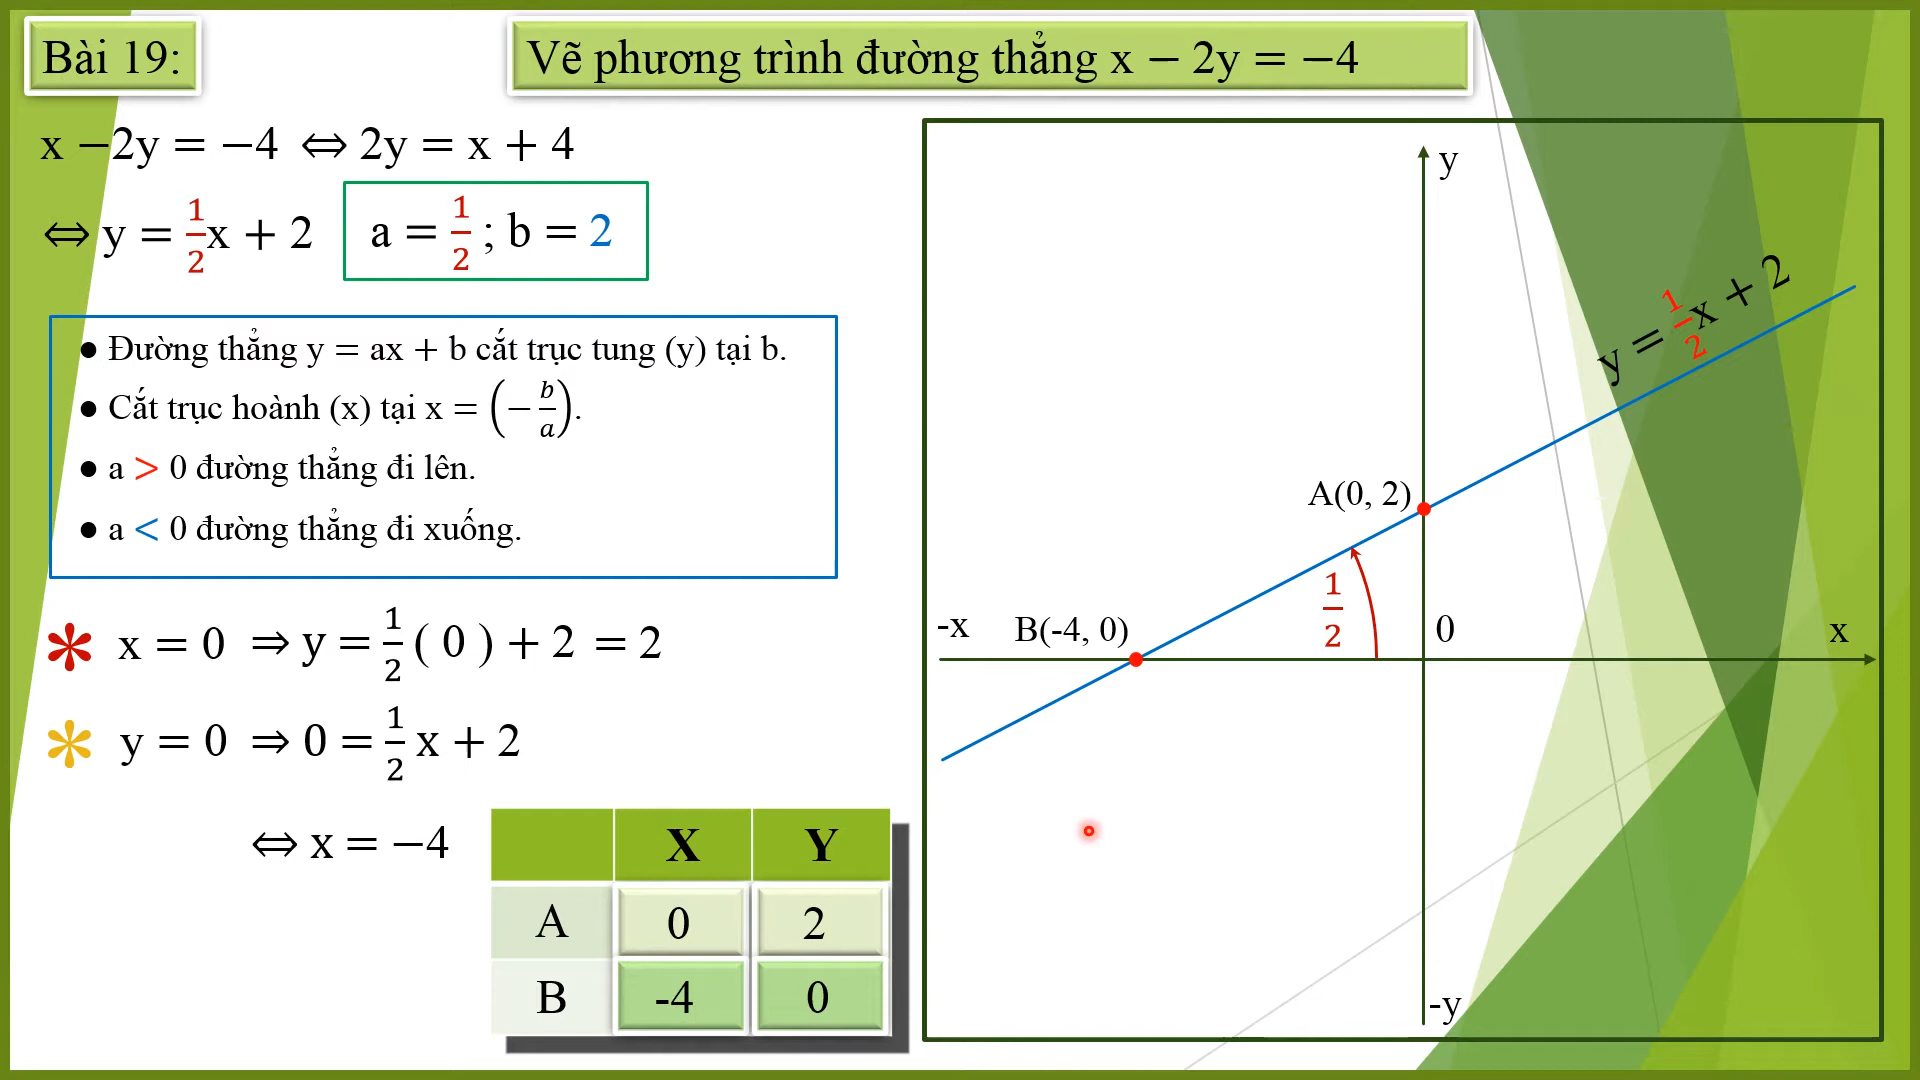 Bài 19:
Vẽ phương trình đường thẳng x − 2y = −4
x −2y = −4 ⇔ 2y = x + 4
⇔ y = 1/2x + 2
a = 1/2 ; b = 2
● Đường thẳng y = ax + b cắt trục tung (y) tại b.
● Cắt trục hoành (x) tại x = (−b/a).
● a > 0 đường thẳng đi lên.
● a < 0 đường thẳng đi xuống.
* x = 0 ⇒ y = 1/2 ( 0 ) + 2 = 2
* y = 0 ⇒ 0 = 1/2 x + 2
⇔ x = −4
X Y
A 0 2
B -4 0
y
y = 1/2x + 2
A(0, 2)
1/2
-x
B(-4, 0)
0
x
-y